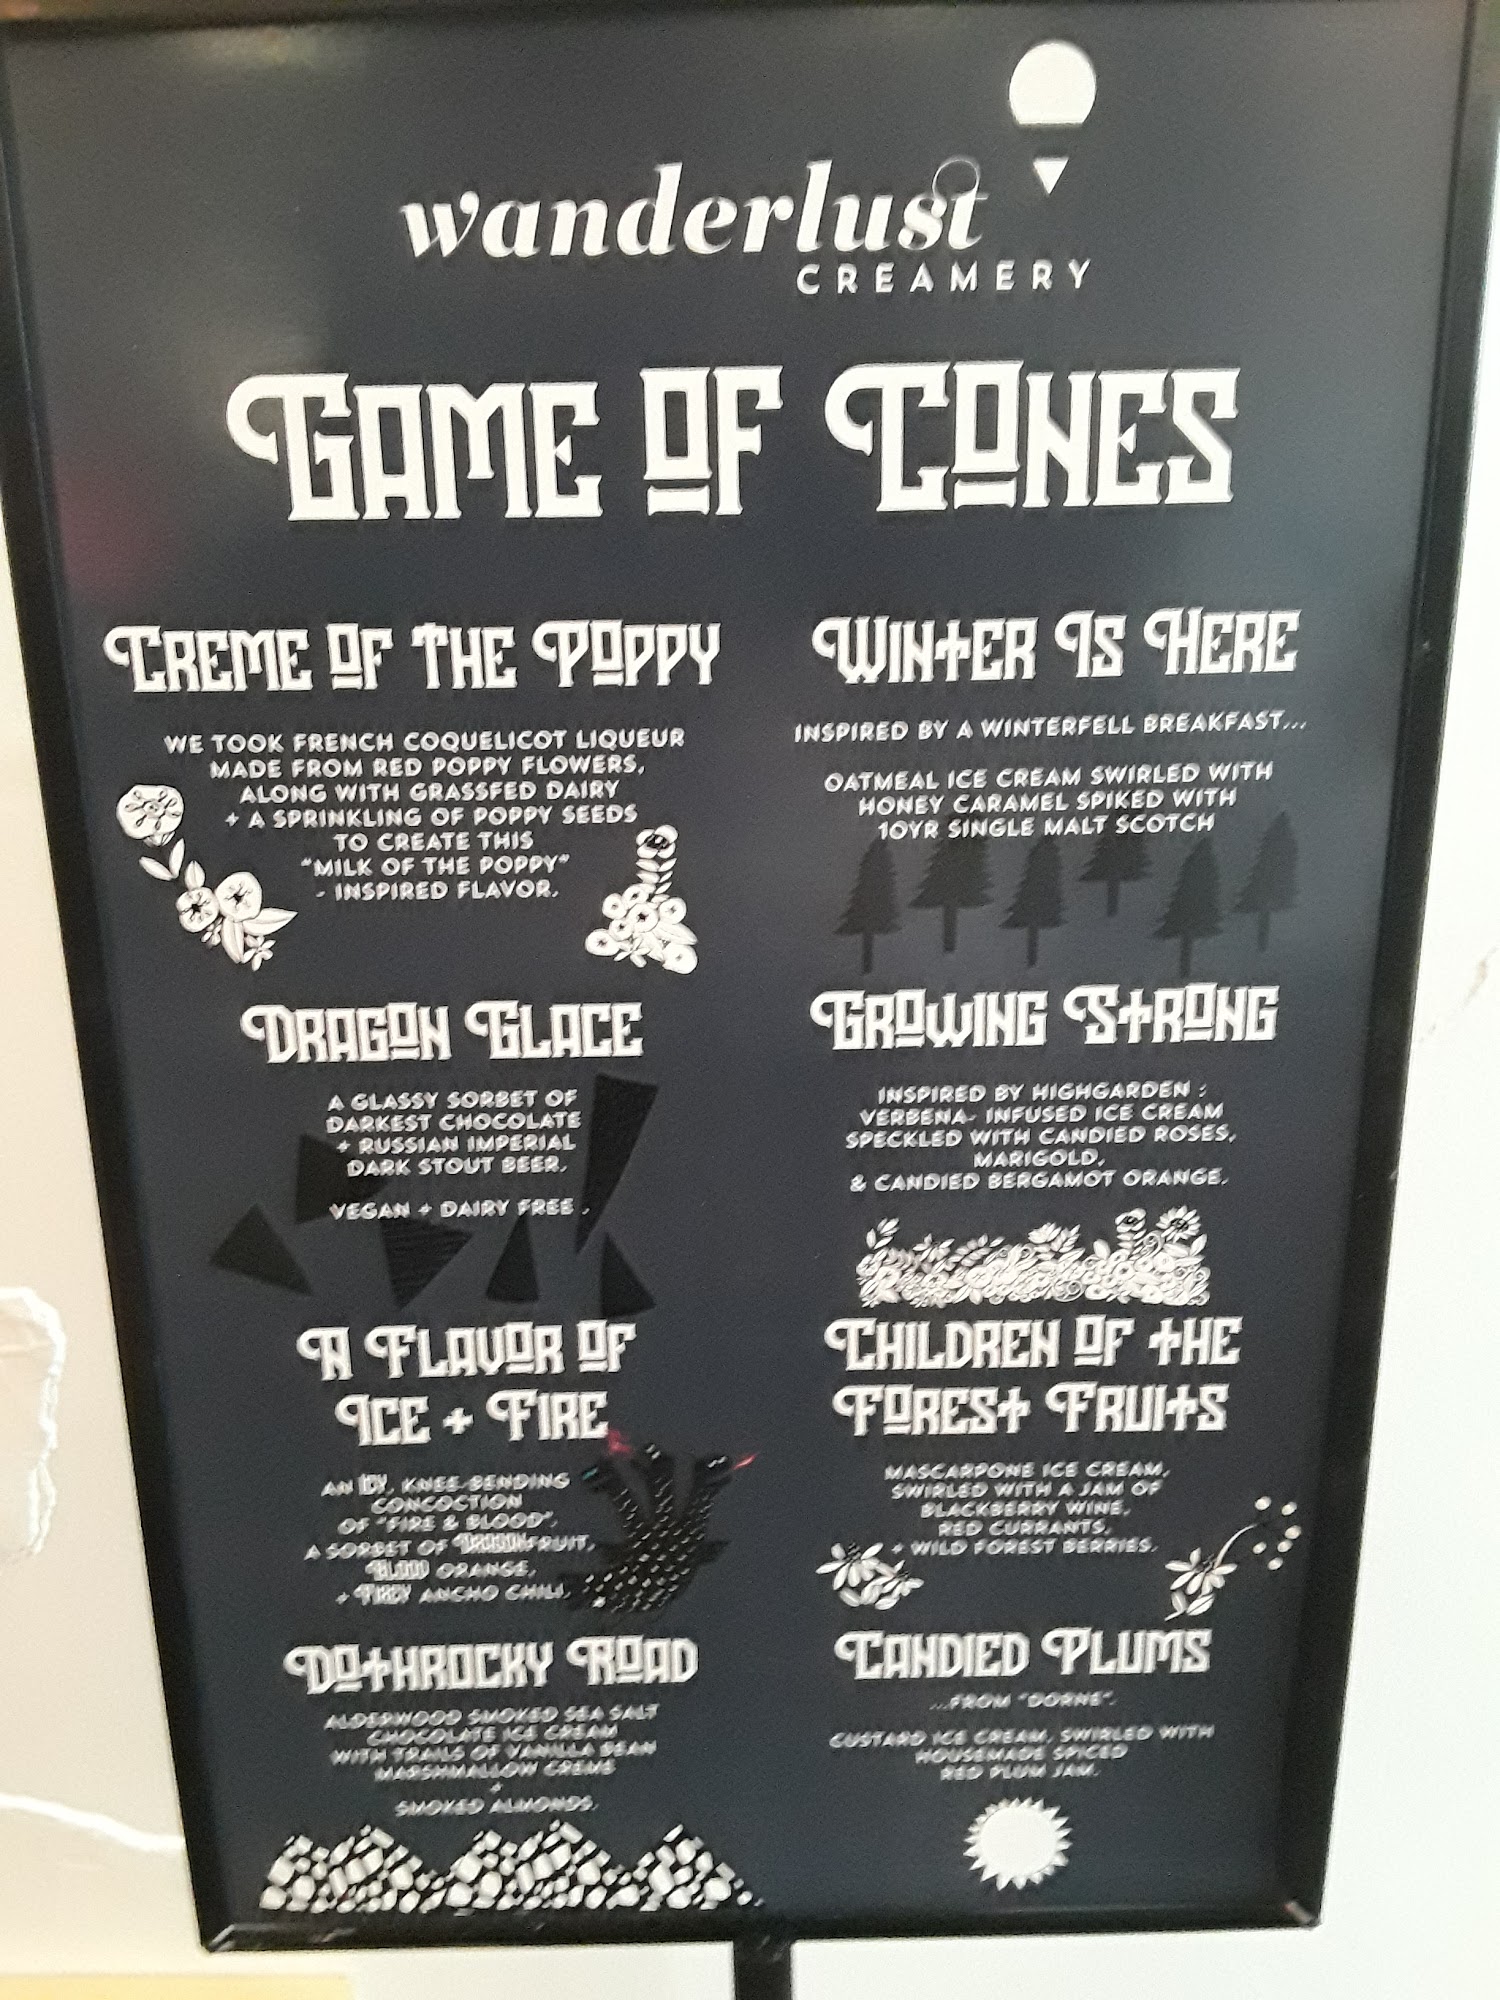 wanderlust
CREAMERY
GAME OF CONES
CREME OF THE POPPY
WE TOOK FRENCH COQUELICOT LIQUEUR
MADE FROM RED POPPY FLOWERS,
ALONG WITH GRASSFED DAIRY
+ A SPRINKLING OF POPPY SEEDS
TO CREATE THIS
"MILK OF THE POPPY"
- INSPIRED FLAVOR.
DRAGON GLACE
A GLASSY SORBET OF
DARKEST CHOCOLATE
+ RUSSIAN IMPERIAL
DARK STOUT BEER.
VEGAN + DAIRY FREE .
A FLAVOR OF
ICE + FIRE
AN ICY, KNEE-BENDING
CONCOCTION
OF "FIRE & BLOOD",
A SORBET OF DRAGONFRUIT,
BLOOD ORANGE,
+ FIREY ANCHO CHILI.
DOTHROCKY ROAD
ALDERWOOD SMOKED SEA SALT
CHOCOLATE ICE CREAM
WITH TRAILS OF VANILLA BEAN
MARSHMALLOW CREME
+
SMOKED ALMONDS.
WINTER IS HERE
INSPIRED BY A WINTERFELL BREAKFAST...
OATMEAL ICE CREAM SWIRLED WITH
HONEY CARAMEL SPIKED WITH
10YR SINGLE MALT SCOTCH
GROWING STRONG
INSPIRED BY HIGHGARDEN :
VERBENA- INFUSED ICE CREAM
SPECKLED WITH CANDIED ROSES,
MARIGOLD,
& CANDIED BERGAMOT ORANGE.
CHILDREN OF THE
FOREST FRUITS
MASCARPONE ICE CREAM,
SWIRLED WITH A JAM OF
BLACKBERRY WINE,
RED CURRANTS,
+ WILD FOREST BERRIES.
CANDIED PLUMS
...FROM "DORNE".
CUSTARD ICE CREAM, SWIRLED WITH
HOUSEMADE SPICED
RED PLUM JAM.